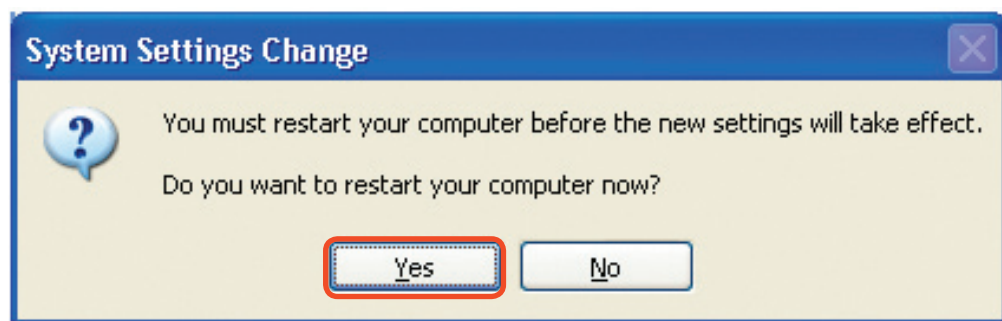 System Settings Change
You must restart your computer before the new settings will take effect.
Do you want to restart your computer now?
Yes
No